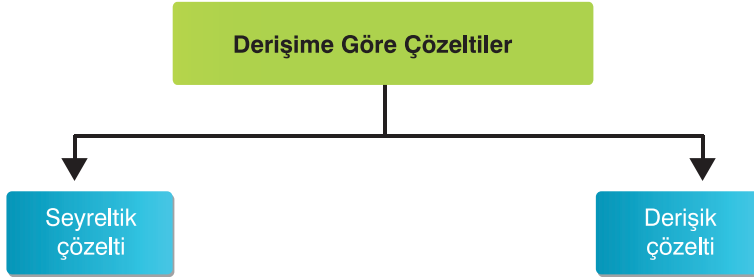 Derişime Göre Çözeltiler
Seyreltik
çözelti
Derişik
çözelti